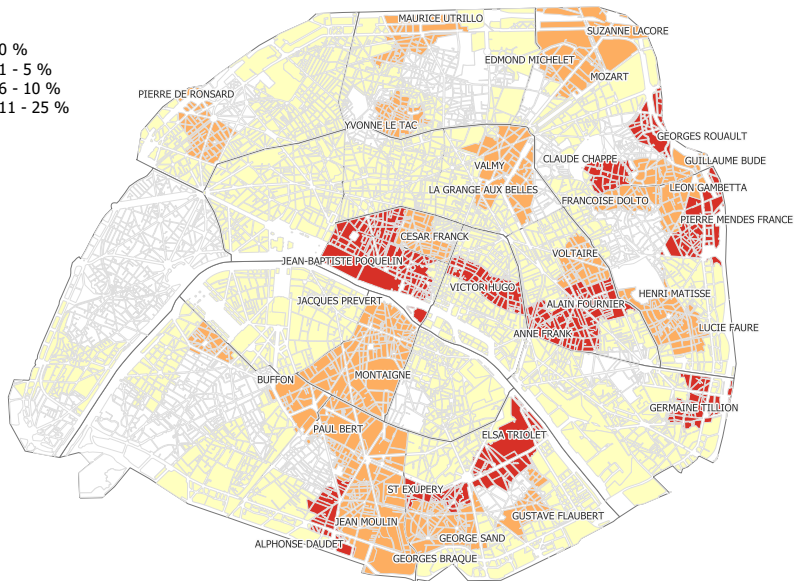 0 %
1 - 5 %
6 - 10 %
11 - 25 %
MAURICE UTRILLO
SUZANNE LACORE
EDMOND MICHELET
MOZART
PIERRE DE RONSARD
YVONNE LE TAC
GEORGES ROUAULT
CLAUDE CHAPPE
GUILLAUME BUDE
VALMY
LEON GAMBETTA
LA GRANGE AUX BELLES
FRANCOISE DOLTO
PIERRE MENDES FRANCE
CESAR FRANCK
VOLTAIRE
JEAN-BAPTISTE POQUELIN
VICTOR HUGO
HENRI MATISSE
JACQUES PREVERT
ALAIN FOURNIER
LUCIE FAURE
ANNE FRANK
MONTAIGNE
BUFFON
GERMAINE TILLION
PAUL BERT
ELSA TRIOLET
ST EXUPERY
GUSTAVE FLAUBERT
JEAN MOULIN
GEORGE SAND
ALPHONSE DAUDET
GEORGES BRAQUE